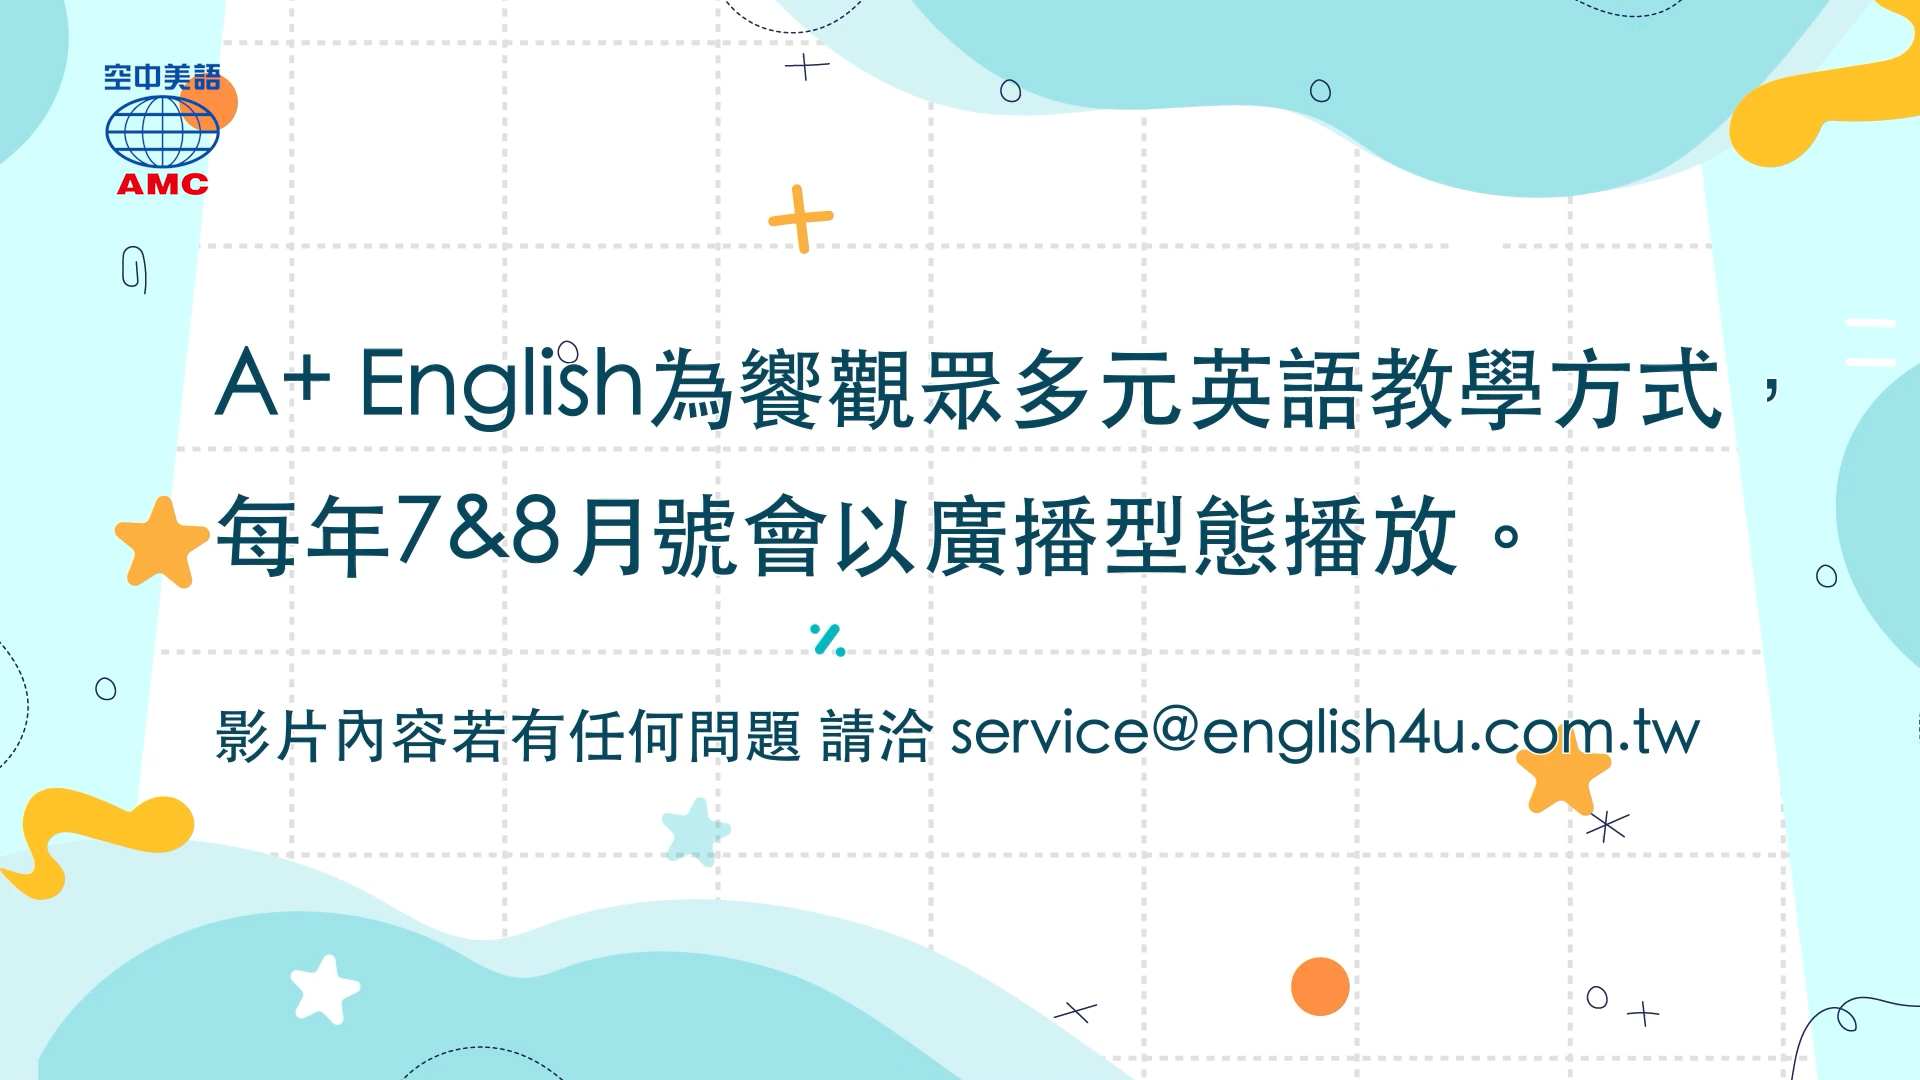 空中美語
AMC
A+ English為饗觀眾多元英語教學方式，
每年7&8月號會以廣播型態播放。
影片內容若有任何問題 請洽 service@english4u.com.tw